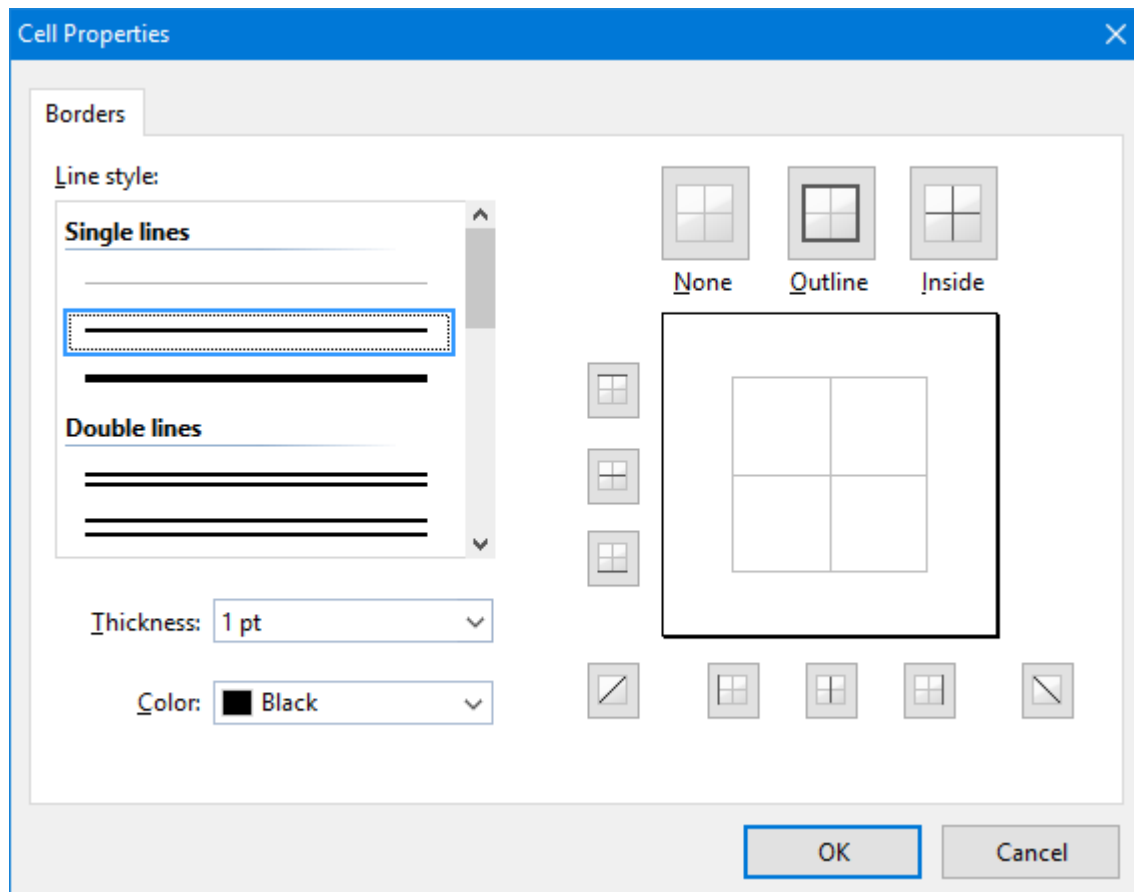 Cell Properties
Borders
Line style:
Single lines
Double lines
Thickness: 1 pt
Color: Black
None Outline Inside
OK Cancel